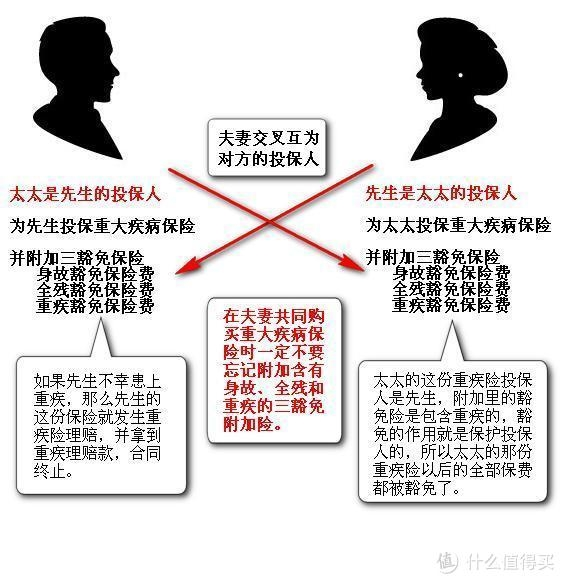 夫妻交叉互为
对方的投保人
太太是先生的投保人
为先生投保重大疾病保险
并附加三豁免保险
身故豁免保险费
全残豁免保险费
重疾豁免保险费
先生是太太的投保人
为太太投保重大疾病保险
并附加三豁免保险
身故豁免保险费
全残豁免保险费
重疾豁免保险费
在夫妻共同购
买重大疾病保
险时一定不要
忘记附加含有
身故、全残和
重疾的三豁免
附加险。
如果先生不幸患上
重疾，那么先生的
这份保险就发生重
疾险理赔，并拿到
重疾理赔款，合同
终止。
太太的这份重疾险投保
人是先生，附加里的豁
免险是包含重疾的，豁
免的作用就是保护投保
人的，所以太太的那份
重疾险以后的全部保费
都被豁免了。
值 什么值得买